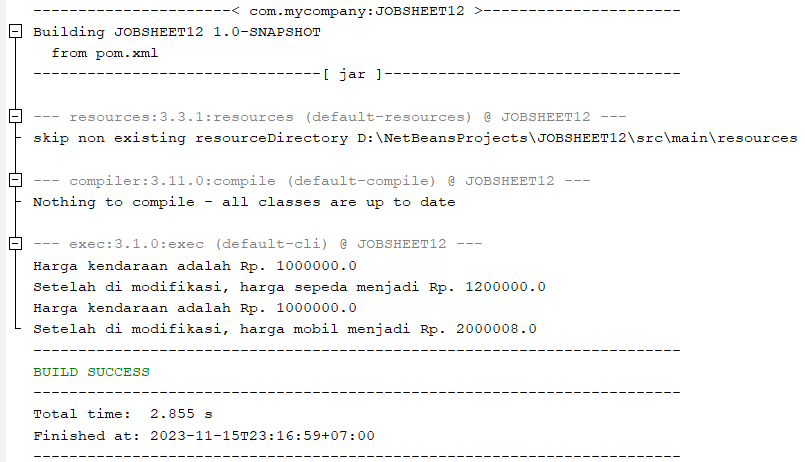 -----------------------< com.mycompany:JOBSHEET12 >----------------------
Building JOBSHEET12 1.0-SNAPSHOT
  from pom.xml
--------------------------------[ jar ]---------------------------------
--- resources:3.3.1:resources (default-resources) @ JOBSHEET12 ---
skip non existing resourceDirectory D:\NetBeansProjects\JOBSHEET12\src\main\resources
--- compiler:3.11.0:compile (default-compile) @ JOBSHEET12 ---
Nothing to compile - all classes are up to date
--- exec:3.1.0:exec (default-cli) @ JOBSHEET12 ---
Harga kendaraan adalah Rp. 1000000.0
Setelah di modifikasi, harga sepeda menjadi Rp. 1200000.0
Harga kendaraan adalah Rp. 1000000.0
Setelah di modifikasi, harga mobil menjadi Rp. 2000008.0
------------------------------------------------------------------------
BUILD SUCCESS
------------------------------------------------------------------------
Total time:  2.855 s
Finished at: 2023-11-15T23:16:59+07:00
------------------------------------------------------------------------